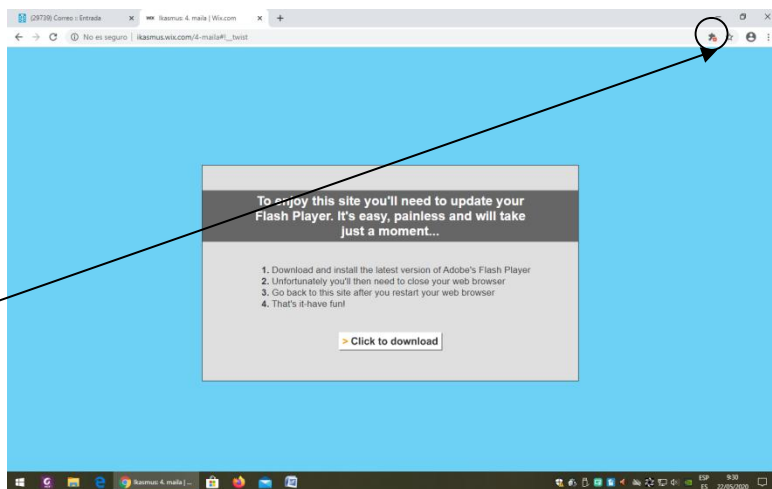 (29739) Correo :: Entrada
WIX Ikasmus: 4. maila | Wix.com
No es seguro | ikasmus.wix.com/4-maila#!__twist
To enjoy this site you'll need to update your
Flash Player. It's easy, painless and will take
just a moment...
1. Download and install the latest version of Adobe's Flash Player
2. Unfortunately you'll then need to close your web browser
3. Go back to this site after you restart your web browser
4. That's it-have fun!
> Click to download
Ikasmus: 4. maila | ...
ESP 9:30
ES 22/05/2020